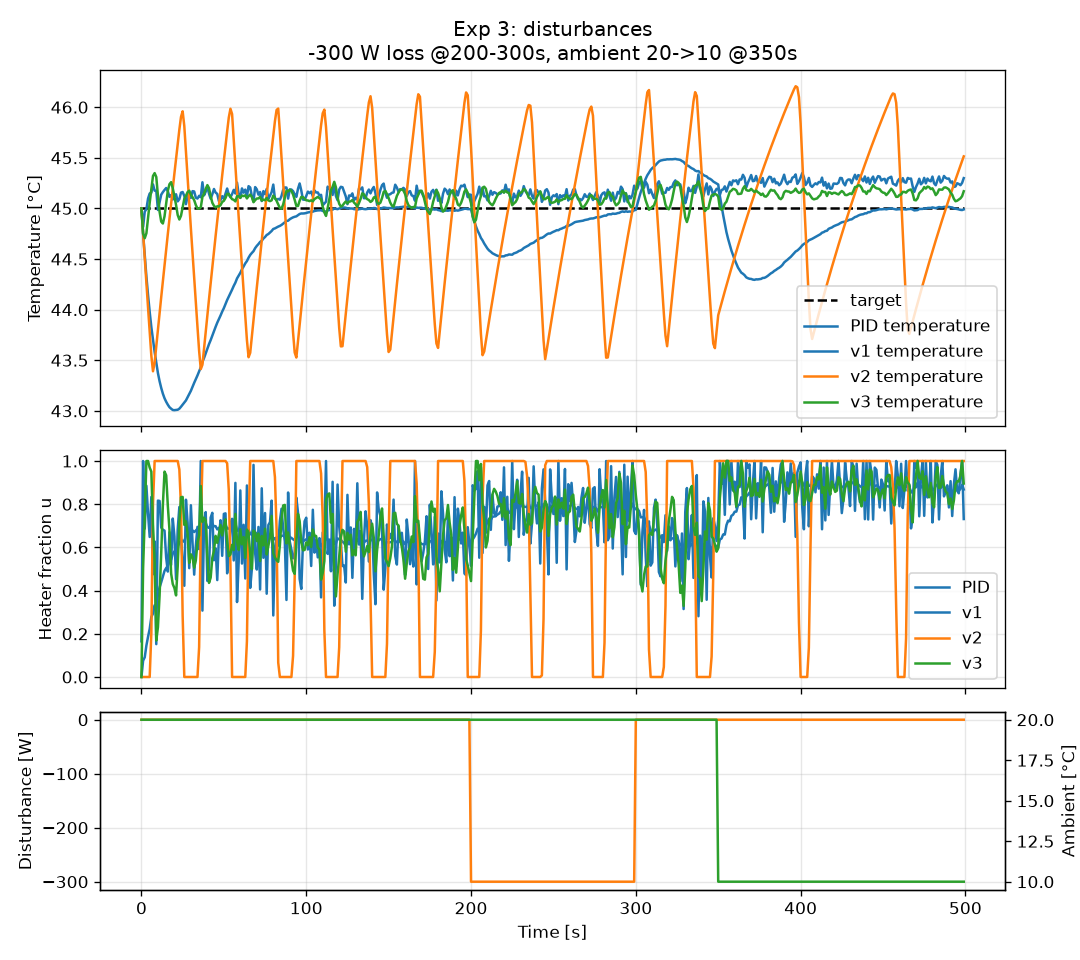 Exp 3: disturbances
-300 W loss @200-300s, ambient 20->10 @350s
Temperature [°C]
46.0
45.5
45.0
44.5
44.0
43.5
43.0
target
PID temperature
v1 temperature
v2 temperature
v3 temperature
Heater fraction u
1.0
0.8
0.6
0.4
0.2
0.0
PID
v1
v2
v3
Disturbance [W]
0
−100
−200
−300
20.0
17.5
15.0
12.5
10.0
Ambient [°C]
0
100
200
300
400
500
Time [s]